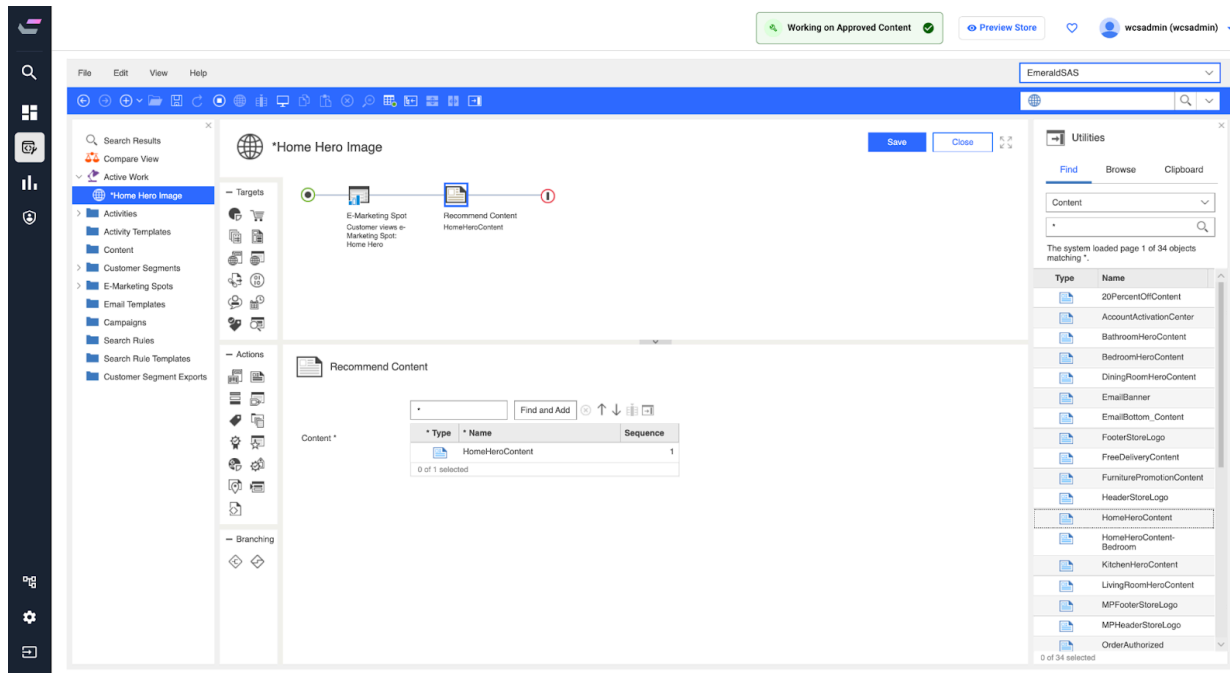 Working on Approved Content
Preview Store
wcsadmin (wcsadmin)
File Edit View Help
EmeraldSAS
Search Results
Compare View
Active Work
*Home Hero Image
Activities
Activity Templates
Content
Customer Segments
E-Marketing Spots
Email Templates
Campaigns
Search Rules
Search Rule Templates
Customer Segment Exports
*Home Hero Image
Save
Close
Targets
E-Marketing Spot
Customer views e-
Marketing Spot:
Home Hero
Recommend Content
HomeHeroContent
Actions
Branching
Recommend Content
*
Find and Add
Content *
* Type * Name Sequence
HomeHeroContent 1
0 of 1 selected
Utilities
Find Browse Clipboard
Content
*
The system loaded page 1 of 34 objects
matching *.
Type Name
20PercentOffContent
AccountActivationCenter
BathroomHeroContent
BedroomHeroContent
DiningRoomHeroContent
EmailBanner
EmailBottom_Content
FooterStoreLogo
FreeDeliveryContent
FurniturePromotionContent
HeaderStoreLogo
HomeHeroContent
HomeHeroContent-
Bedroom
KitchenHeroContent
LivingRoomHeroContent
MPFooterStoreLogo
MPHeaderStoreLogo
OrderAuthorized
0 of 34 selected